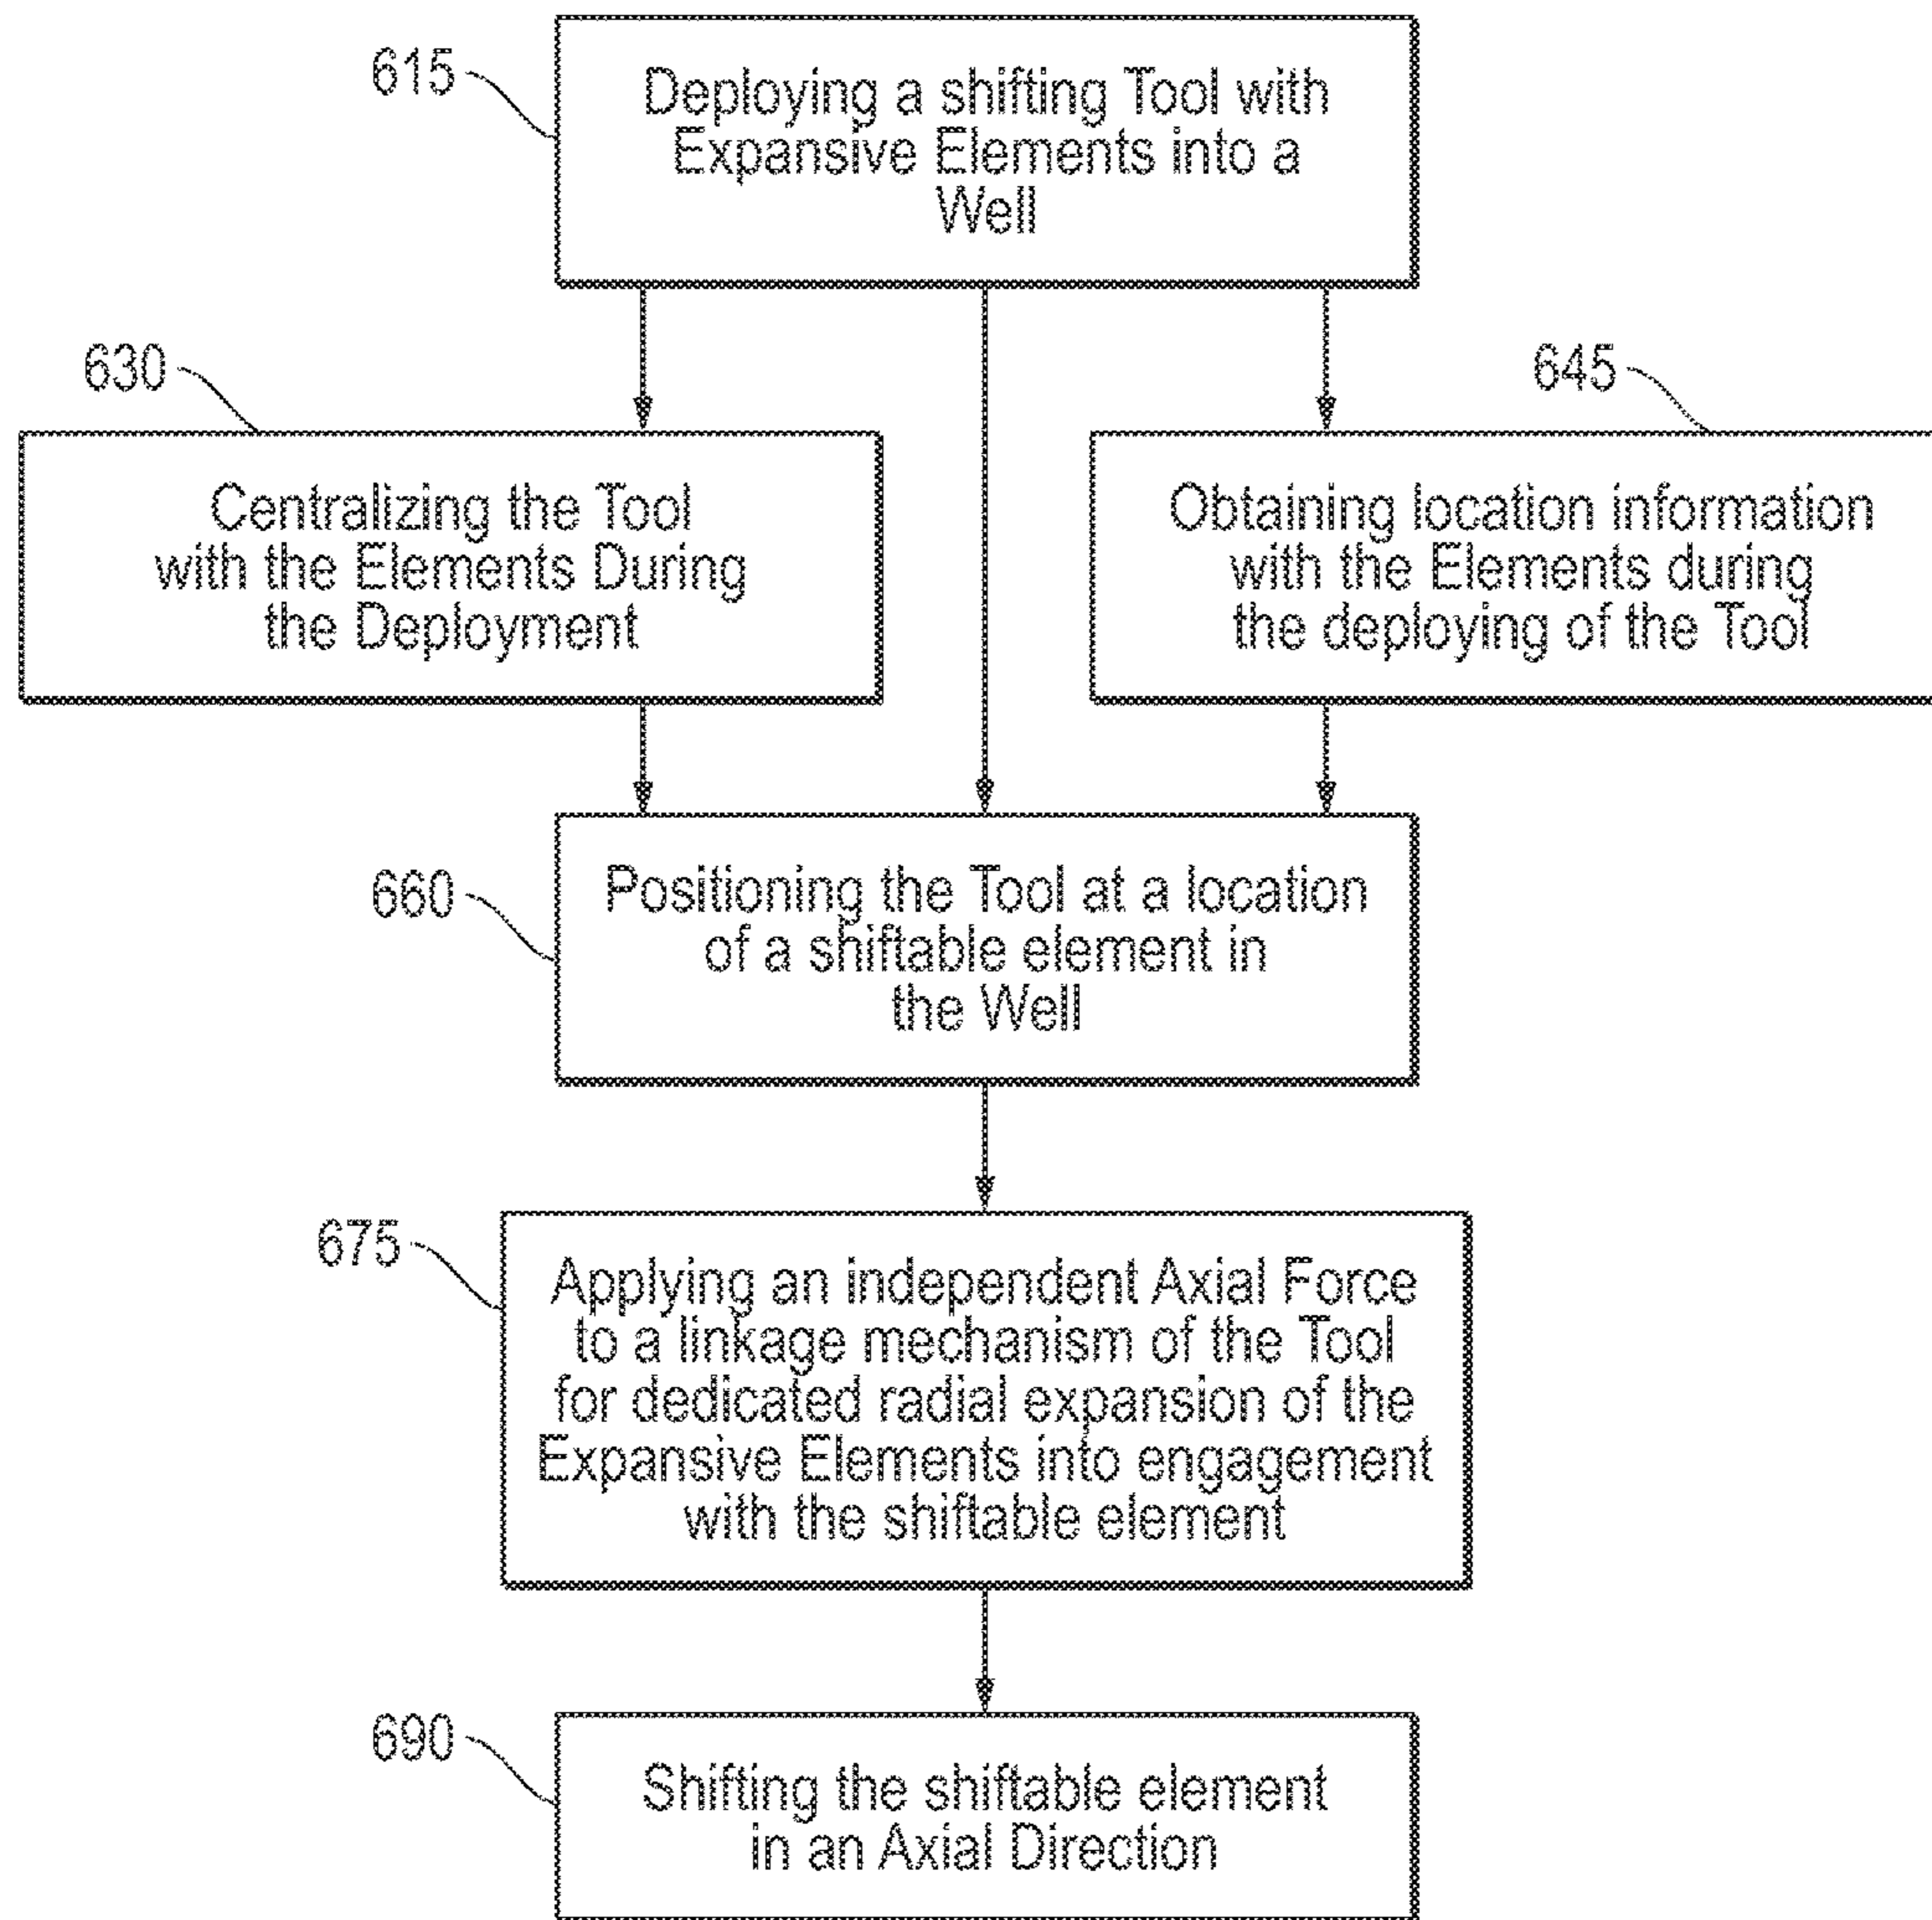 615
Deploying a shifting Tool with
Expansive Elements into a
Well
630
645
Centralizing the Tool
with the Elements During
the Deployment
Obtaining location information
with the Elements during
the deploying of the Tool
660
Positioning the Tool at a location
of a shiftable element in
the Well
675
Applying an independent Axial Force
to a linkage mechanism of the Tool
for dedicated radial expansion of the
Expansive Elements into engagement
with the shiftable element
690
Shifting the shiftable element
in an Axial Direction